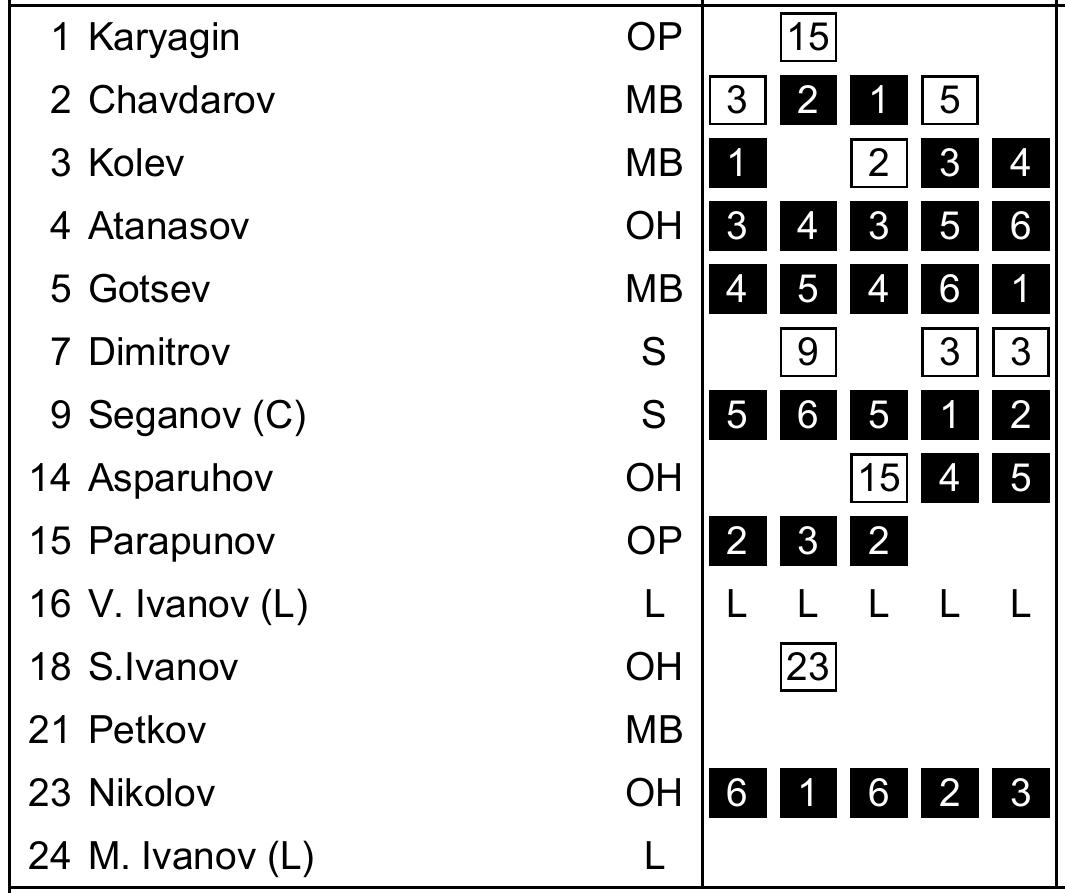 1 Karyagin OP 15
2 Chavdarov MB 3 2 1 5
3 Kolev MB 1 2 3 4
4 Atanasov OH 3 4 3 5 6
5 Gotsev MB 4 5 4 6 1
7 Dimitrov S 9 3 3
9 Seganov (C) S 5 6 5 1 2
14 Asparuhov OH 15 4 5
15 Parapunov OP 2 3 2
16 V. Ivanov (L) L L L L L L
18 S.Ivanov OH 23
21 Petkov MB
23 Nikolov OH 6 1 6 2 3
24 M. Ivanov (L) L